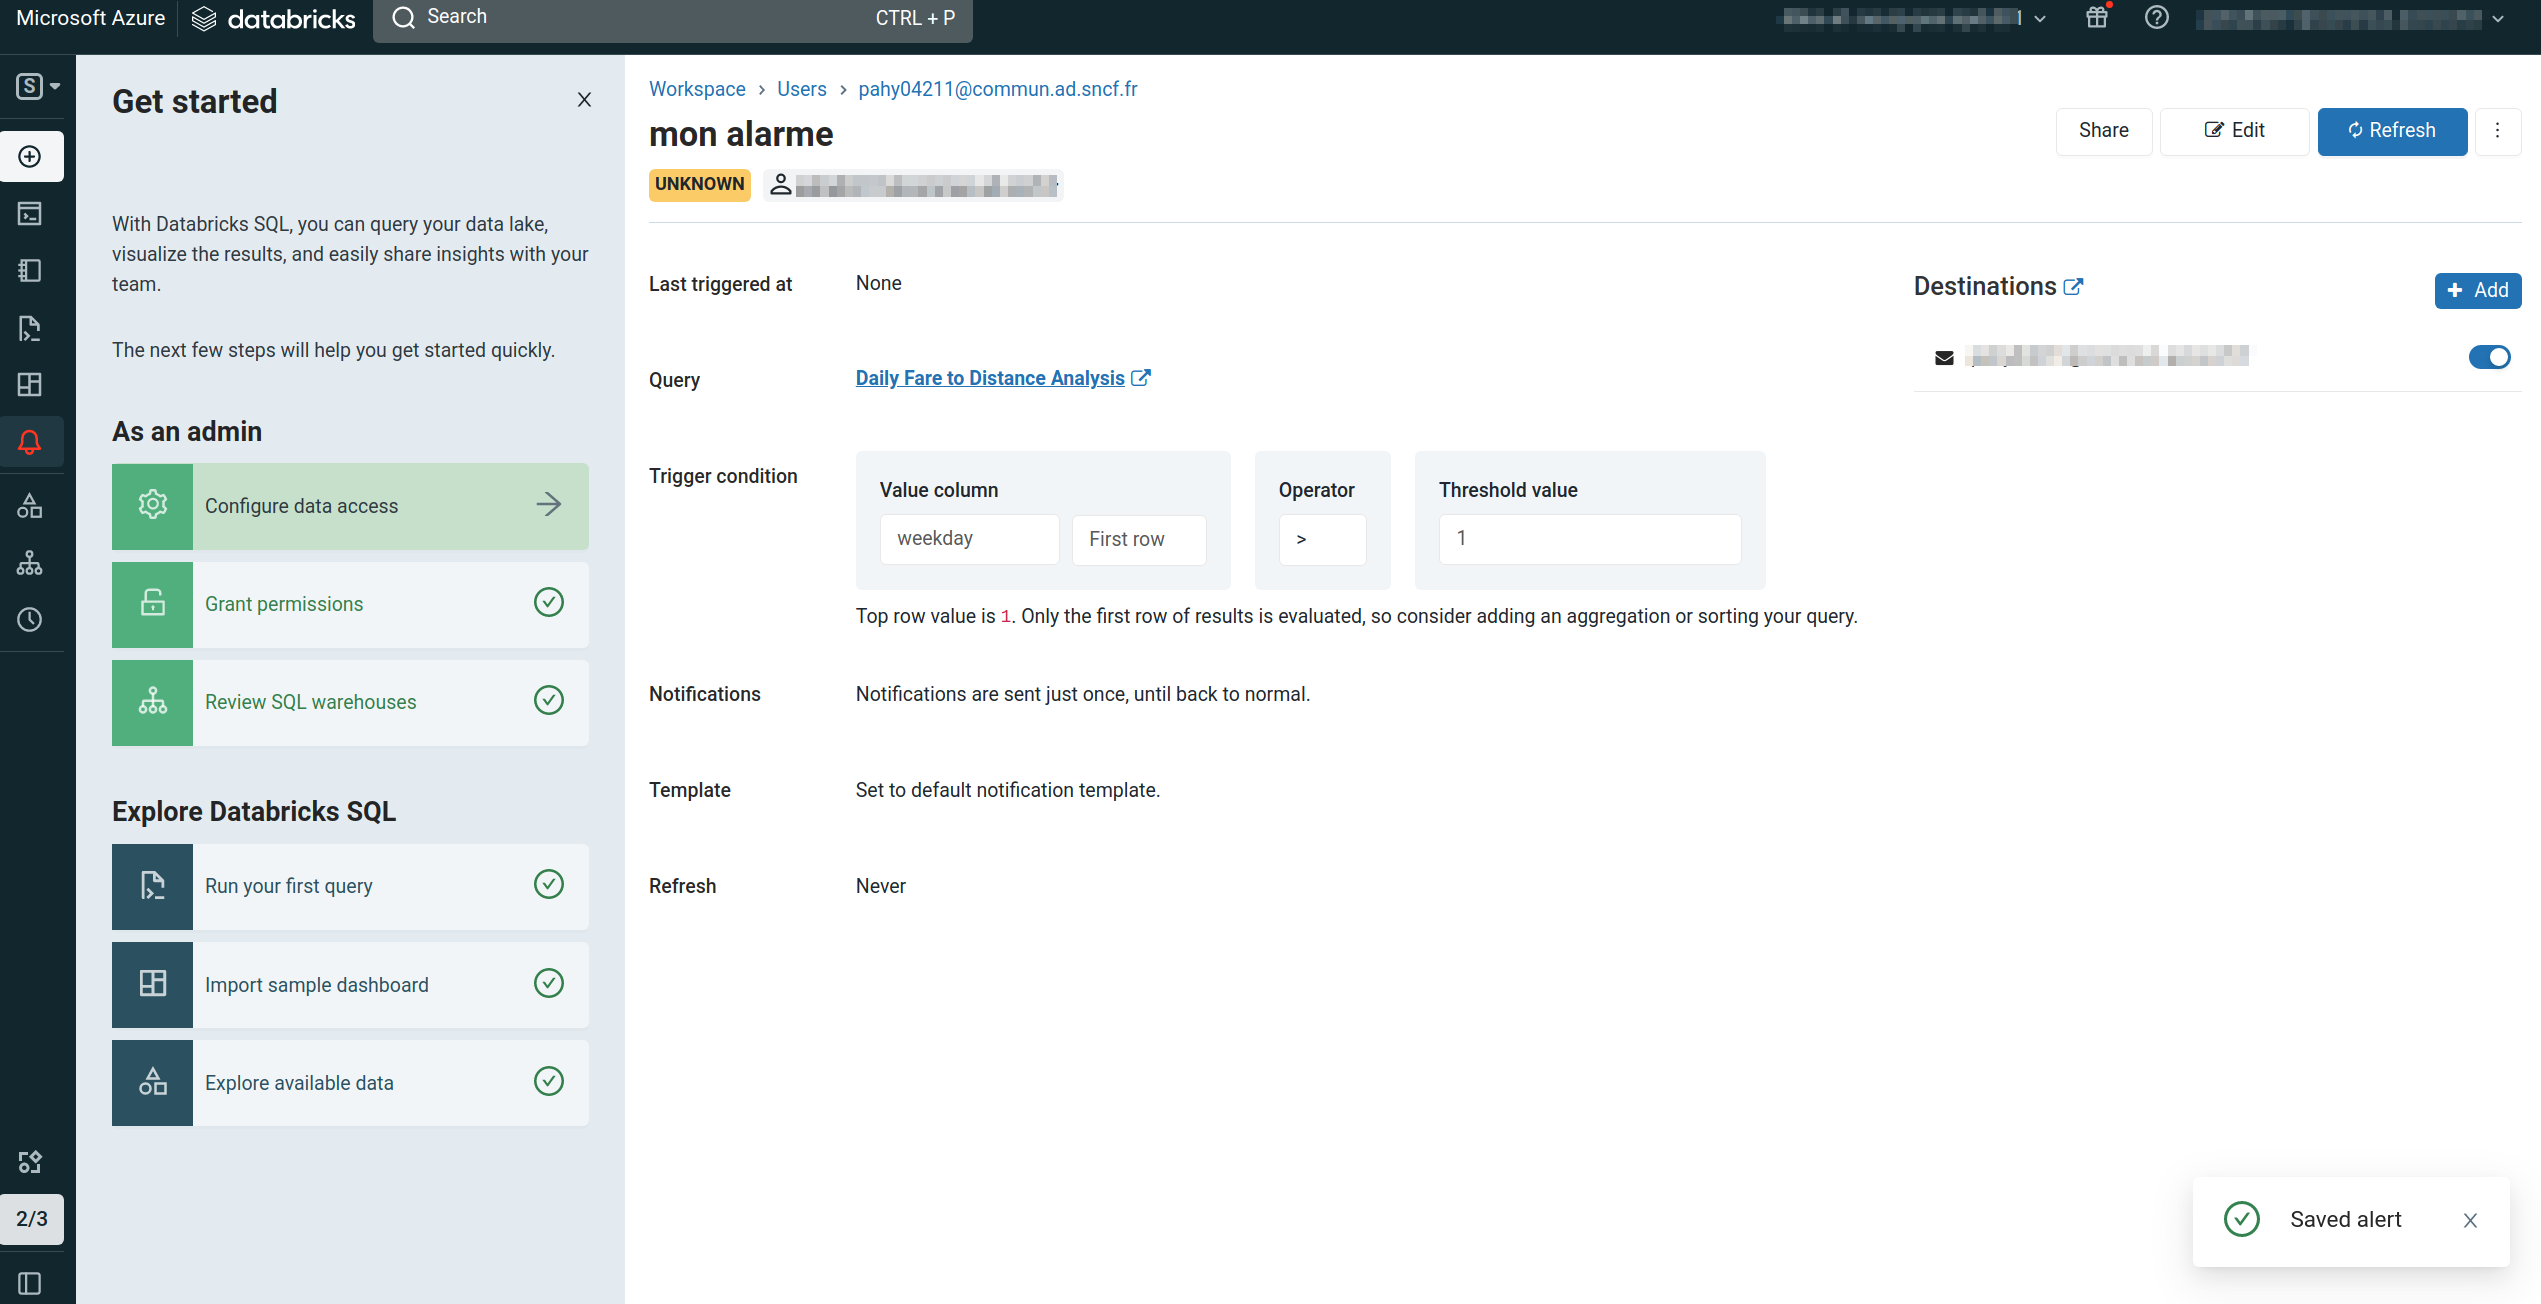 Microsoft Azure
databricks
Search
CTRL + P
S
Get started
With Databricks SQL, you can query your data lake,
visualize the results, and easily share insights with your
team.
The next few steps will help you get started quickly.
As an admin
Configure data access
Grant permissions
Review SQL warehouses
Explore Databricks SQL
Run your first query
Import sample dashboard
Explore available data
2/3
Workspace > Users > pahy04211@commun.ad.sncf.fr
mon alarme
UNKNOWN
Share
Edit
Refresh
Last triggered at
None
Query
Daily Fare to Distance Analysis
Trigger condition
Value column
weekday
First row
Operator
>
Threshold value
1
Top row value is 1. Only the first row of results is evaluated, so consider adding an aggregation or sorting your query.
Notifications
Notifications are sent just once, until back to normal.
Template
Set to default notification template.
Refresh
Never
Destinations
+ Add
Saved alert